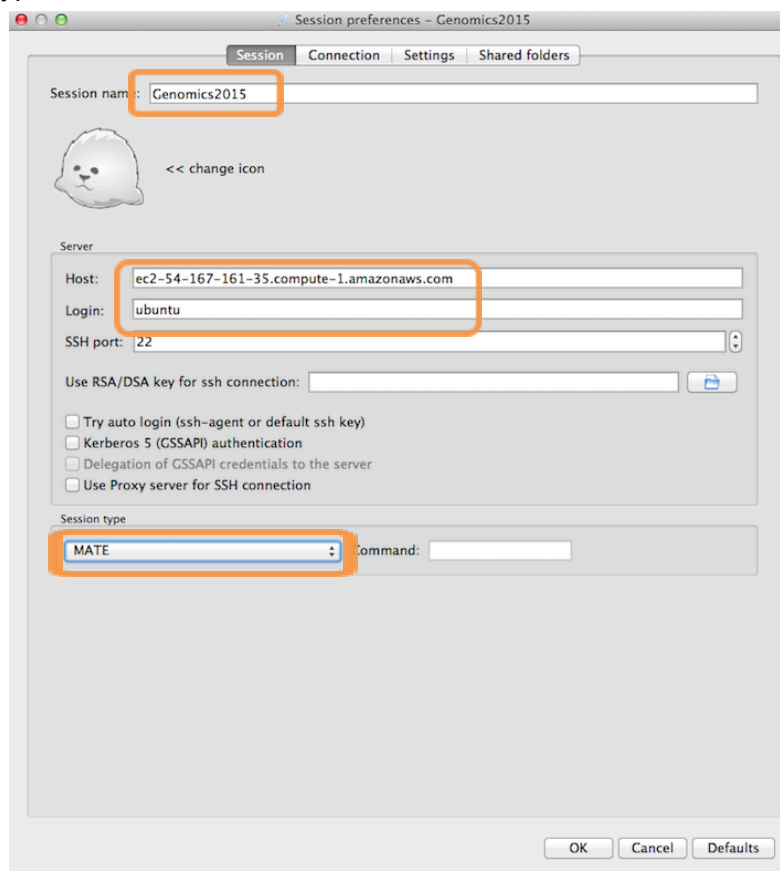 Session preferences – Genomics2015
Session Connection Settings Shared folders
Session name: Genomics2015
<< change icon
Server
Host: ec2-54-167-161-35.compute-1.amazonaws.com
Login: ubuntu
SSH port: 22
Use RSA/DSA key for ssh connection:
Try auto login (ssh-agent or default ssh key)
Kerberos 5 (GSSAPI) authentication
Delegation of GSSAPI credentials to the server
Use Proxy server for SSH connection
Session type
MATE Command:
OK Cancel Defaults